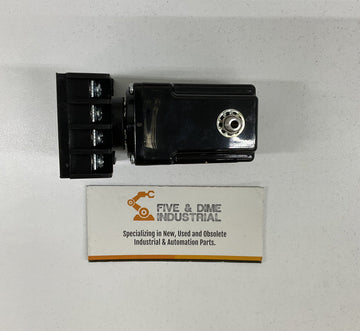 FIVE & DIME
INDUSTRIAL
Specializing in New, Used and Obsolete
Industrial & Automation Parts.